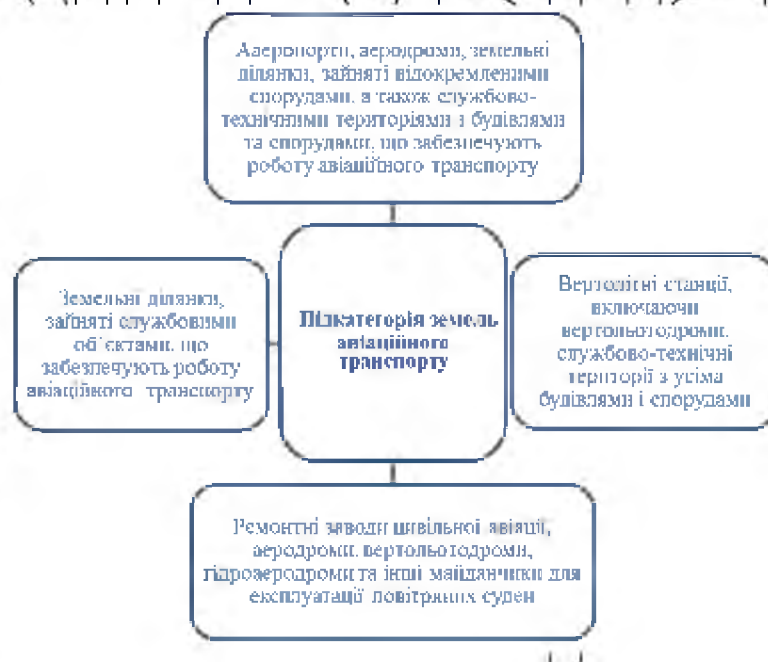 Аеропорти, аеродроми, земельні
ділянки, зайняті відокремленими
спорудами, а також службово-
технічними територіями з будівлями
та спорудами, що забезпечують
роботу авіаційного транспорту
Земельні ділянки,
зайняті службовими
об'єктами, що
забезпечують роботу
авіаційного транспорту
Підкатегорія земель
авіаційного
транспорту
Вертолітні станції,
включаючи
вертольотодроми,
службово-технічні
території з усіма
будівлями і спорудами
Ремонтні заводи цивільної авіації,
аеродроми, вертольотодроми,
гідроаеродроми та інші майданчики для
експлуатації повітряних суден